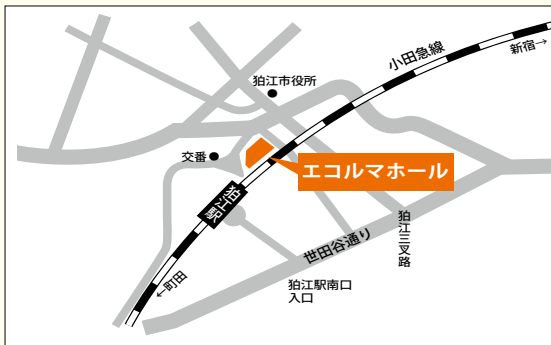 小田急線
新宿→
狛江市役所
交番
エコルマホール
狛江駅
狛江三叉路
世田谷通り
←町田
狛江駅南口
入口